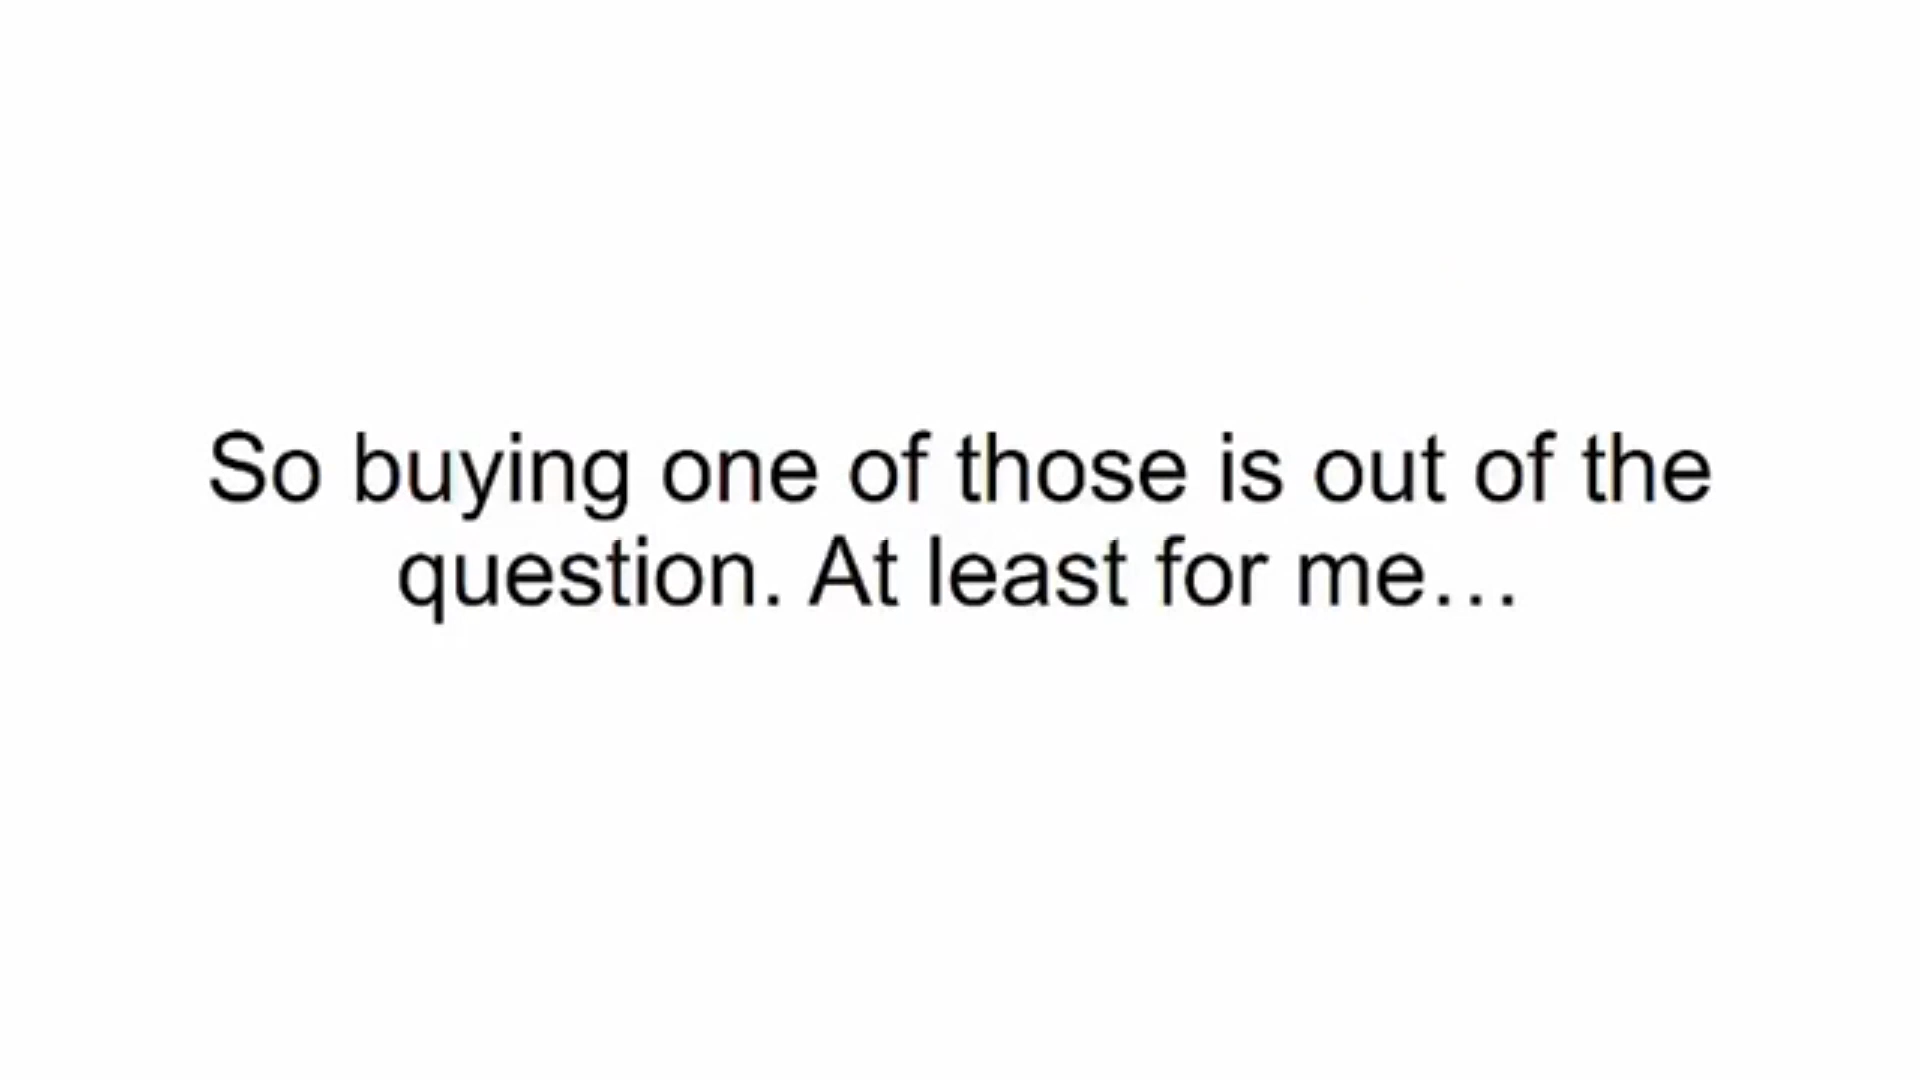 So buying one of those is out of the
question. At least for me…